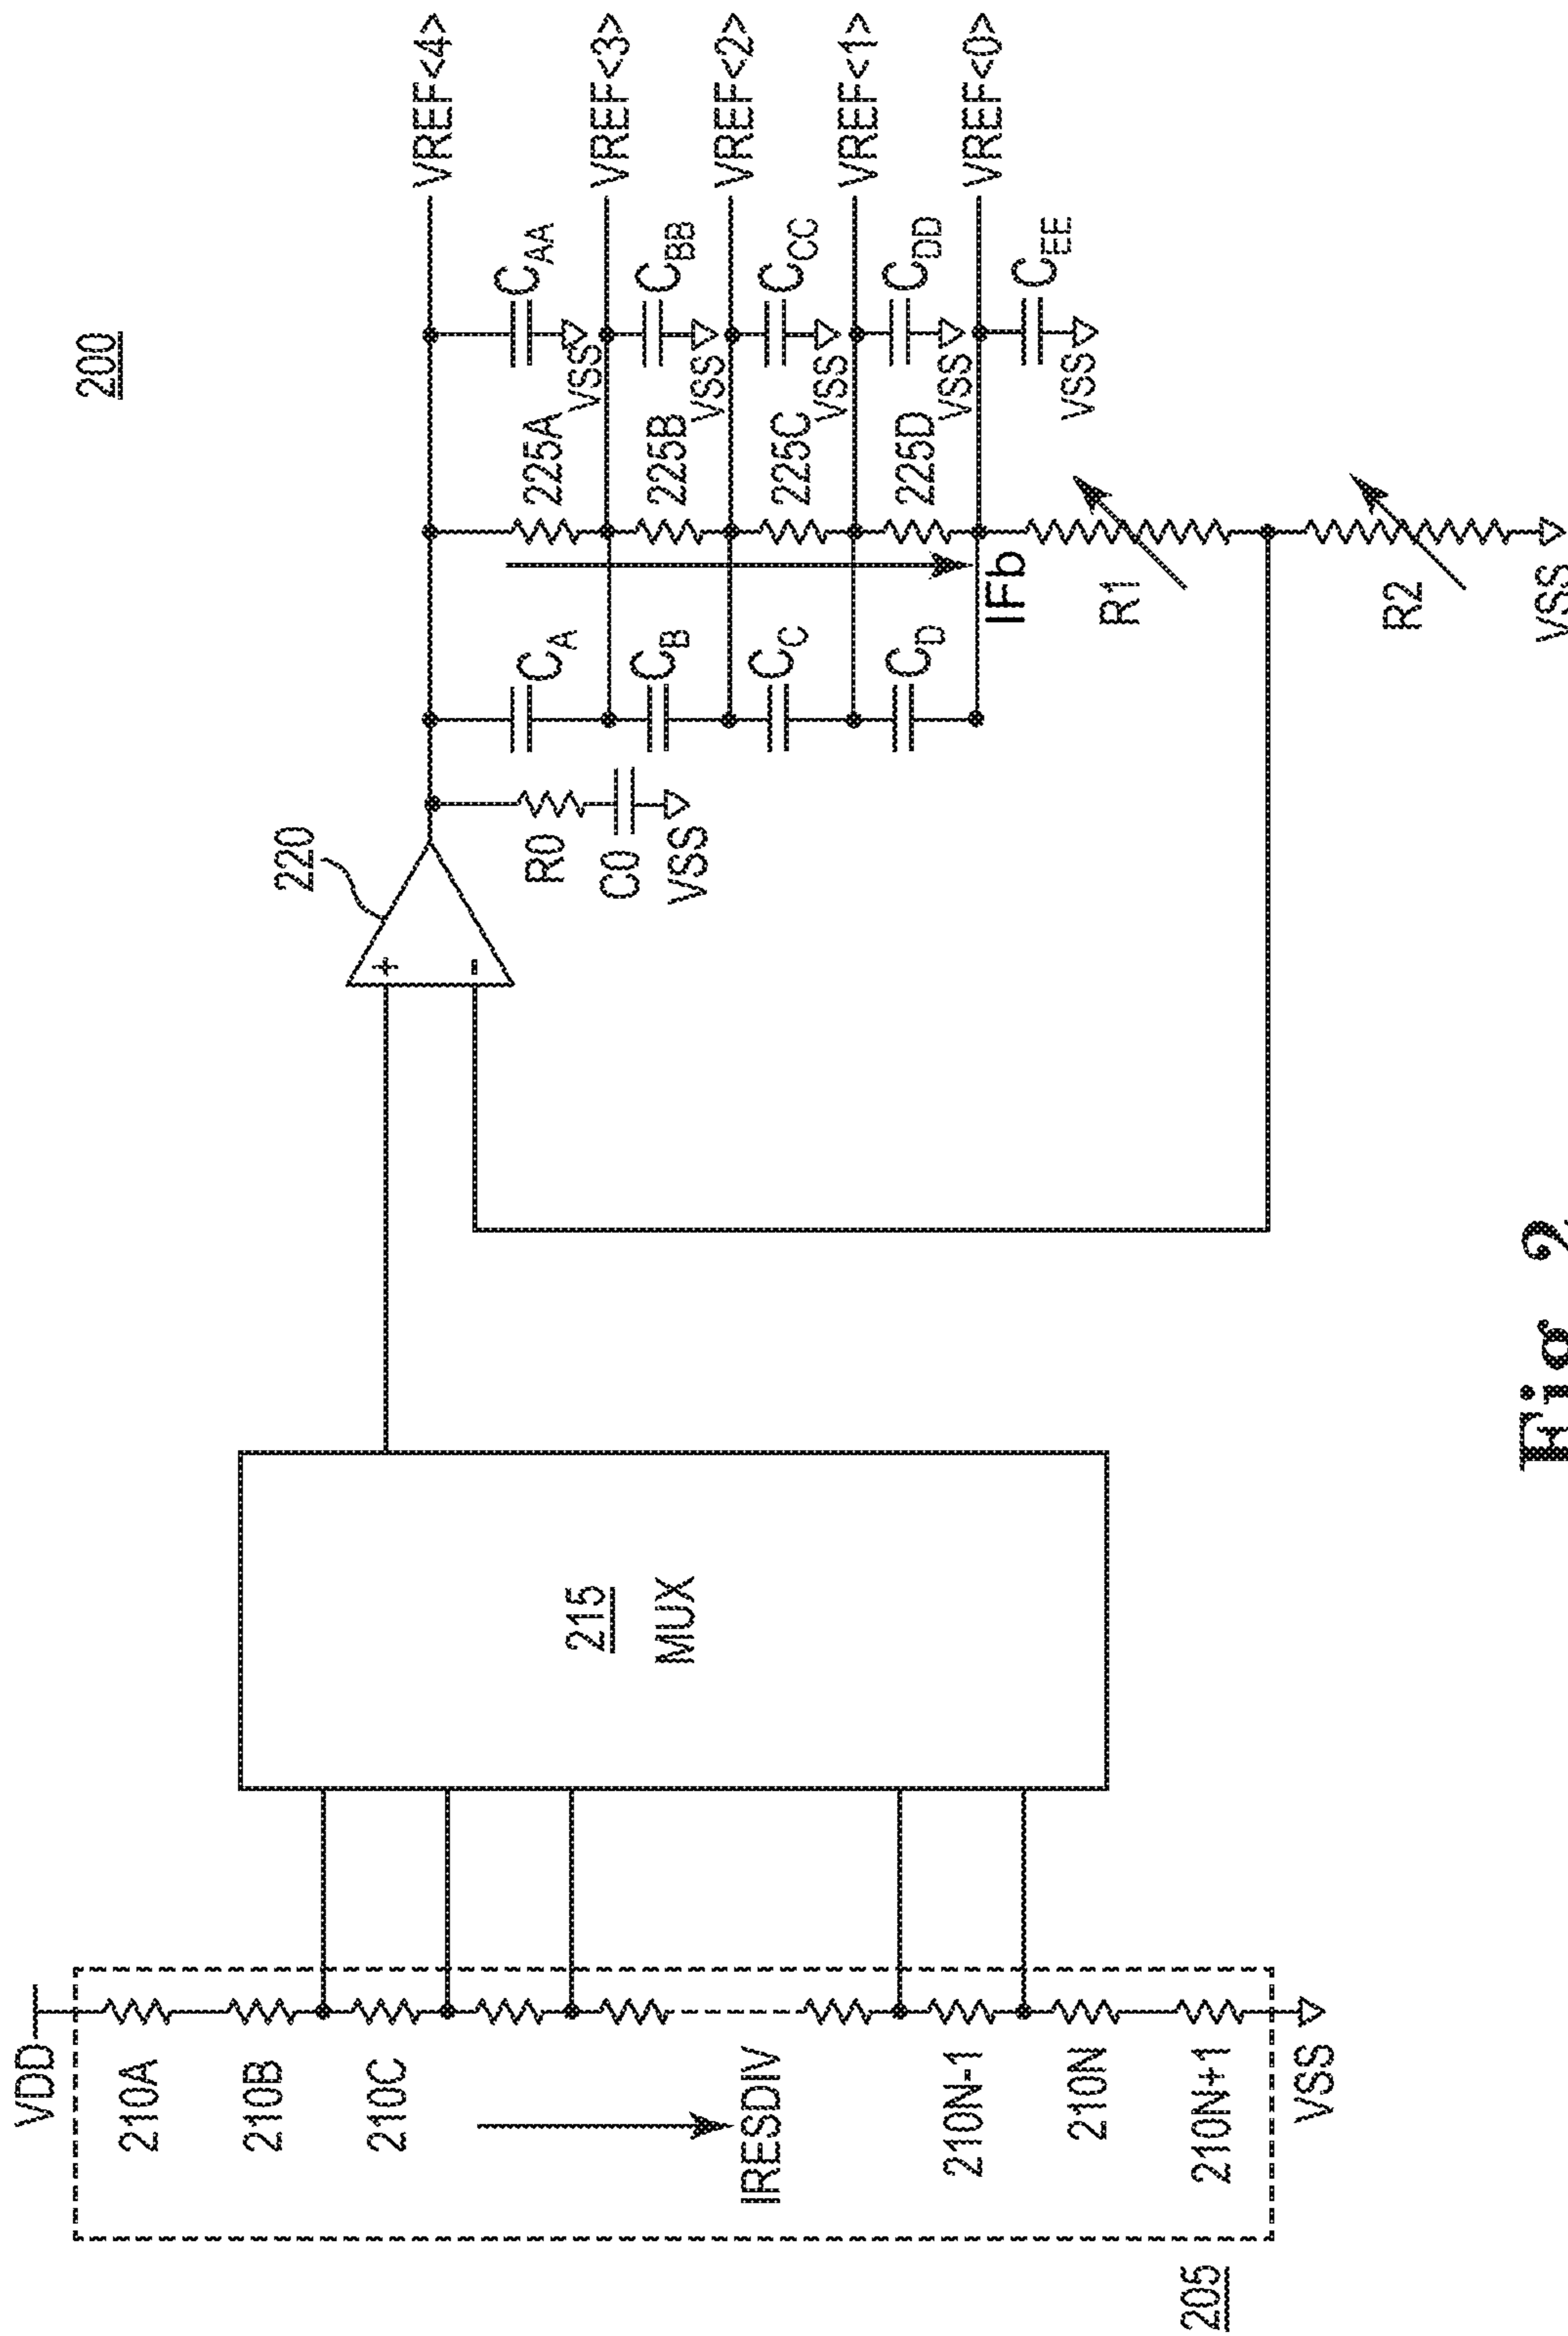 200
VDD
210A
210B
210C
IRESDIV
210N-1
210N
210N+1
VSS
205
215
MUX
220
+
-
R0
C0
VSS
CA
CB
CC
CD
IFb
225A
225B
225C
225D
R1
R2
VSS
CAA
VSS
CBB
VSS
CCC
VSS
CDD
VSS
CEE
VSS
VREF<4>
VREF<3>
VREF<2>
VREF<1>
VREF<0>